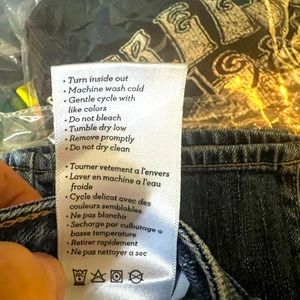 • Turn inside out
• Machine wash cold
• Gentle cycle with
like colors
• Do not bleach
• Tumble dry low
• Remove promptly
• Do not dry clean
• Tourner vetement a l'envers
• Laver en machine a l'eau
froide
• Cycle delicat avec des
couleurs semblables
• Ne pas blanchir
• Secharge par culbutage a
basse temperature
• Retirer rapidement
• Ne pas nettoyer a sec